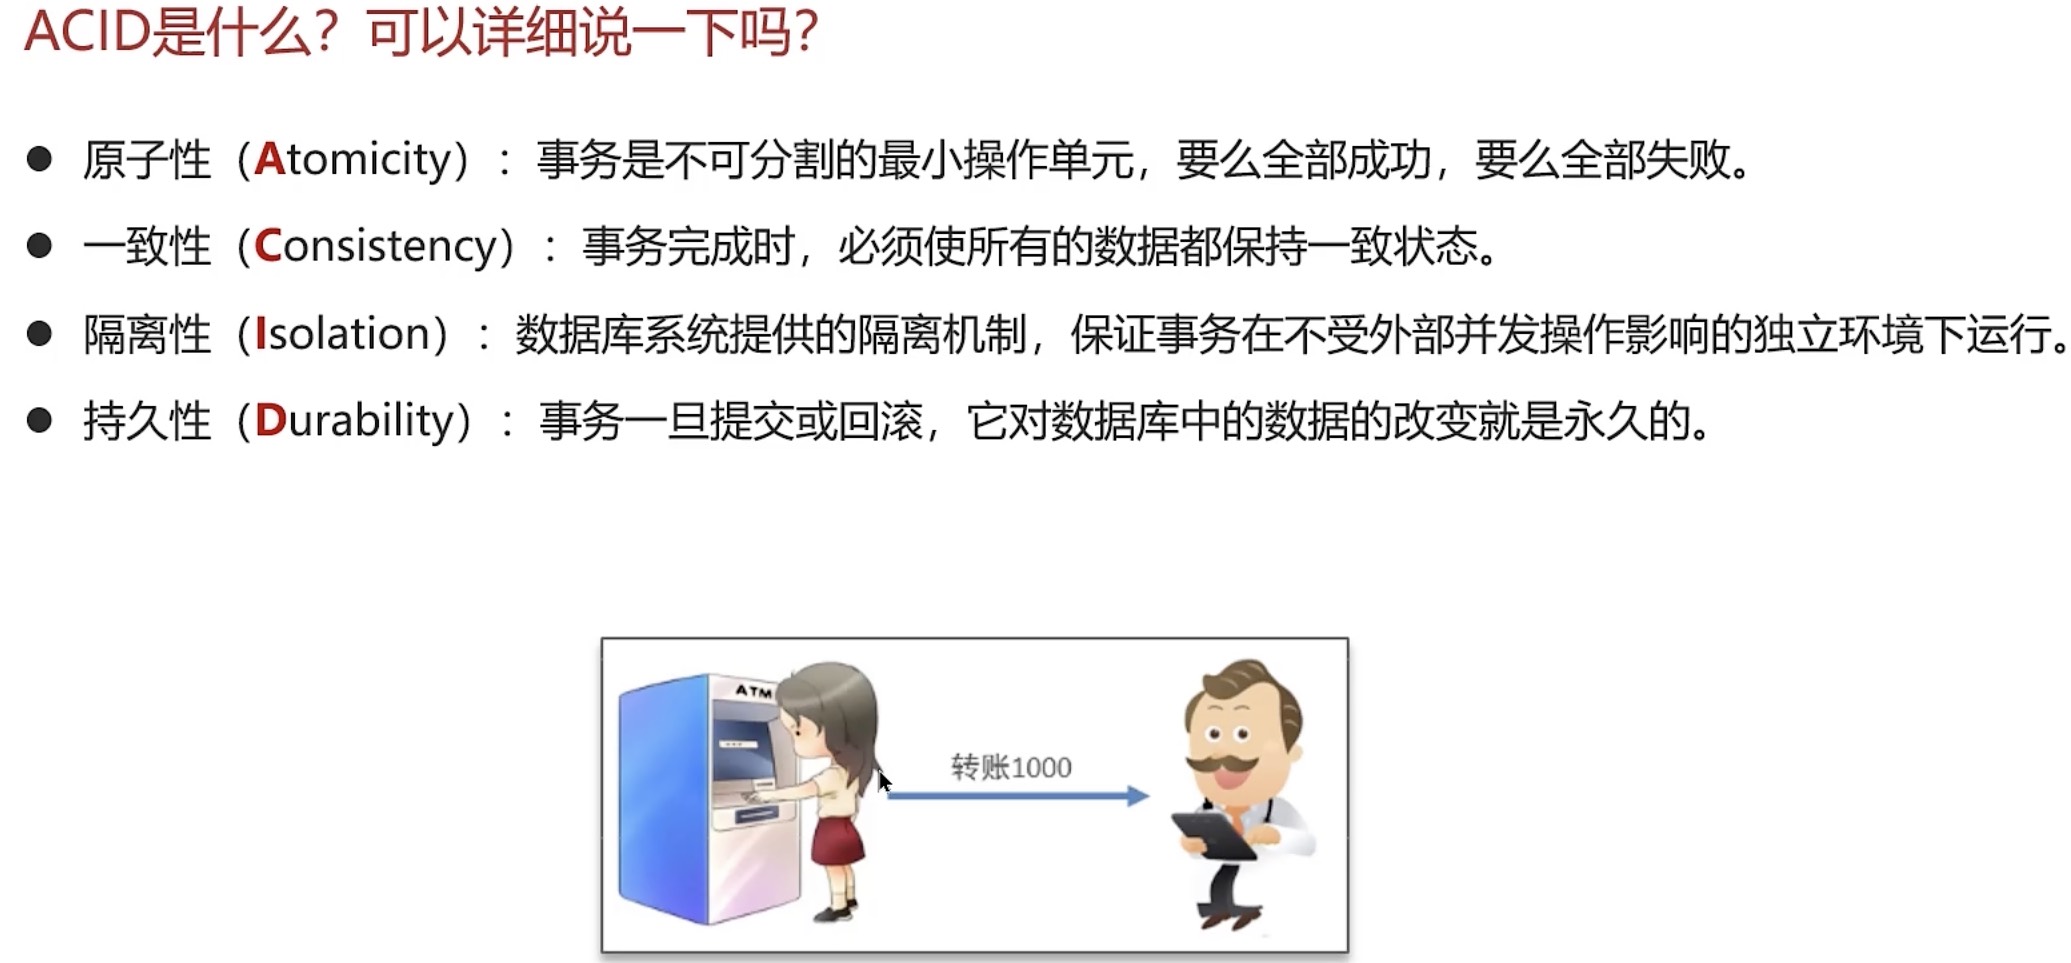 ACID是什么？可以详细说一下吗？
● 原子性（Atomicity）：事务是不可分割的最小操作单元，要么全部成功，要么全部失败。
● 一致性（Consistency）：事务完成时，必须使所有的数据都保持一致状态。
● 隔离性（Isolation）：数据库系统提供的隔离机制，保证事务在不受外部并发操作影响的独立环境下运行。
● 持久性（Durability）：事务一旦提交或回滚，它对数据库中的数据的改变就是永久的。
ATM
转账1000